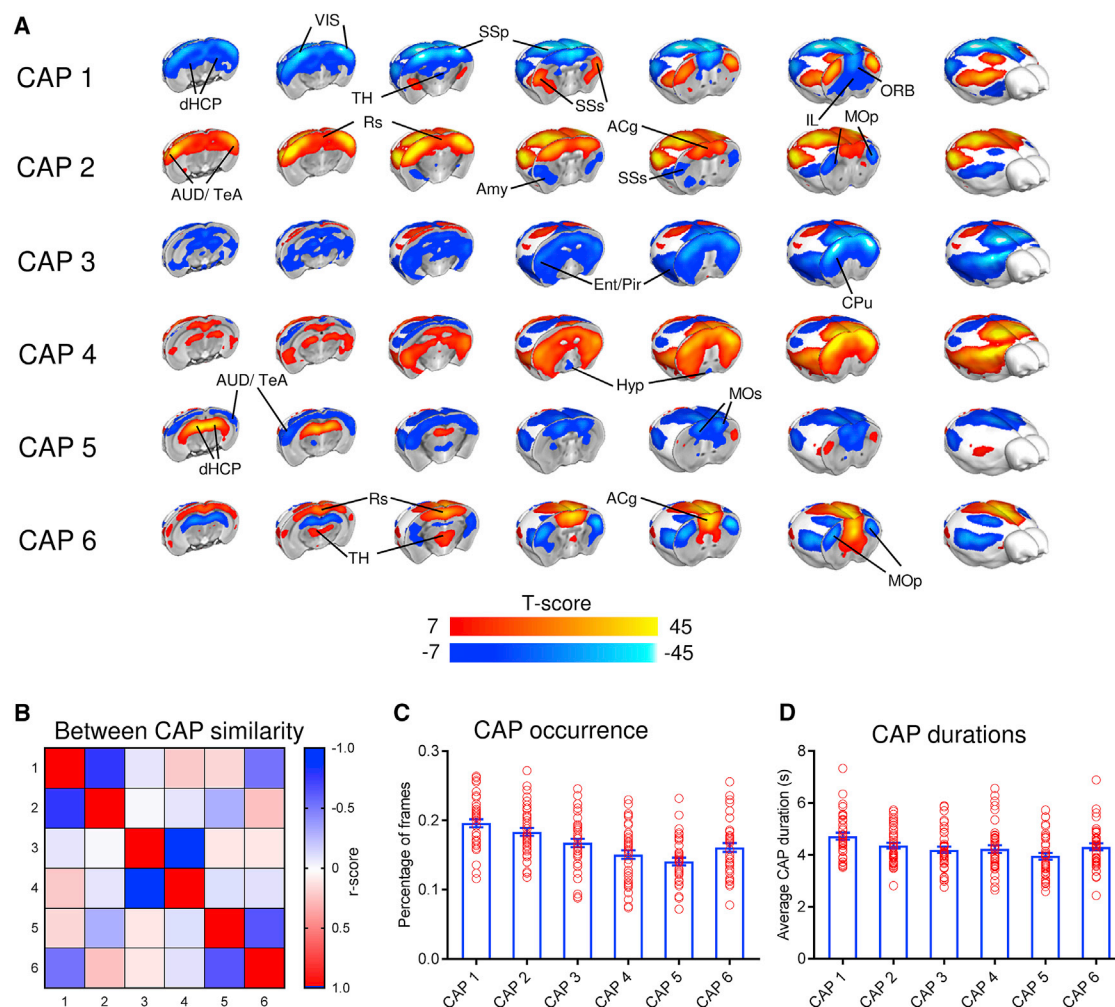 A
CAP 1
VIS
dHCP
TH
SSp
SSs
IL
ORB
CAP 2
AUD/ TeA
Rs
Amy
ACg
SSs
MOp
CAP 3
Ent/Pir
CPu
CAP 4
Hyp
CAP 5
AUD/ TeA
dHCP
MOs
CAP 6
Rs
TH
ACg
MOp
T-score
7 45
-7 -45
B
Between CAP similarity
1
2
3
4
5
6
1 2 3 4 5 6
-1.0
-0.5
0.0
0.5
1.0
r-score
C
CAP occurrence
Percentage of frames
0.3
0.2
0.1
0.0
CAP 1 CAP 2 CAP 3 CAP 4 CAP 5 CAP 6
D
CAP durations
Average CAP duration (s)
8
6
4
2
0
CAP 1 CAP 2 CAP 3 CAP 4 CAP 5 CAP 6